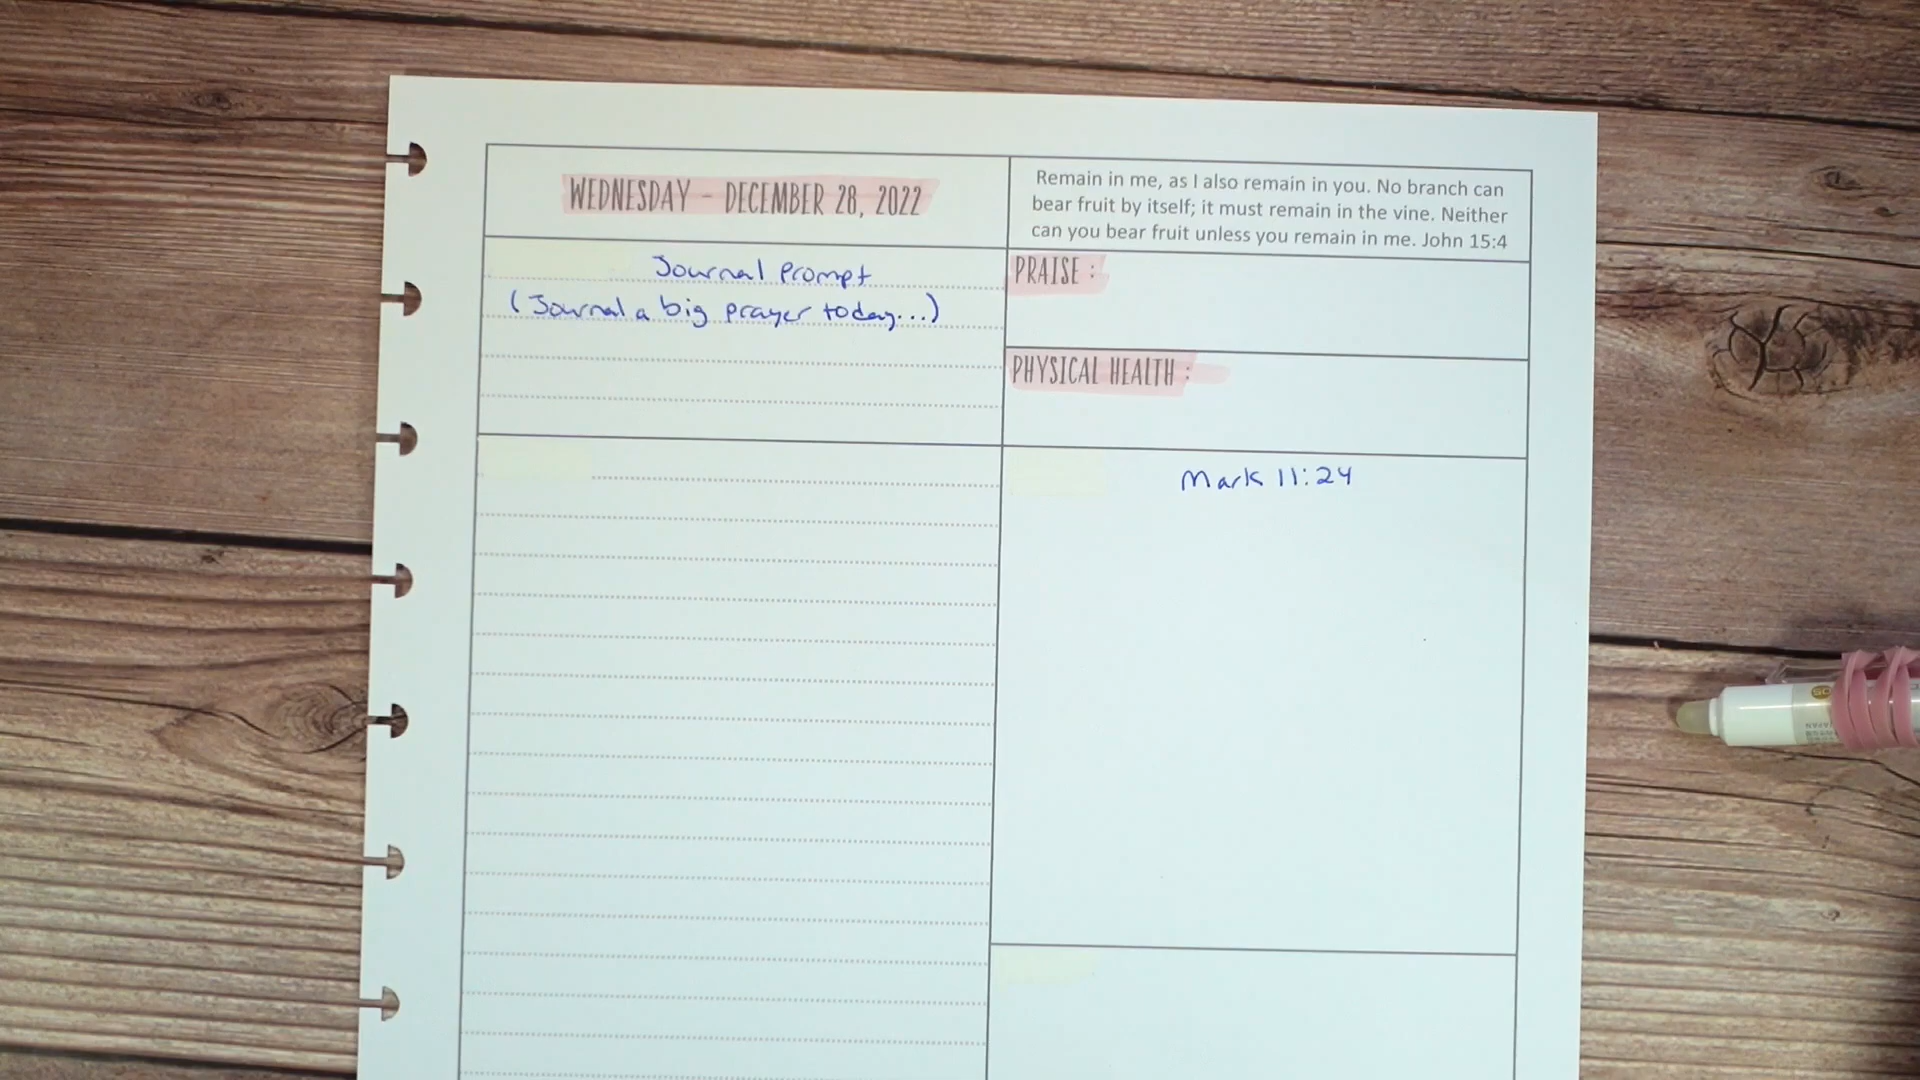 WEDNESDAY - DECEMBER 28, 2022
Remain in me, as I also remain in you. No branch can
bear fruit by itself; it must remain in the vine. Neither
can you bear fruit unless you remain in me. John 15:4
Journal Prompt
(Journal a big prayer today...)
PRAISE :
PHYSICAL HEALTH :
Mark 11:24